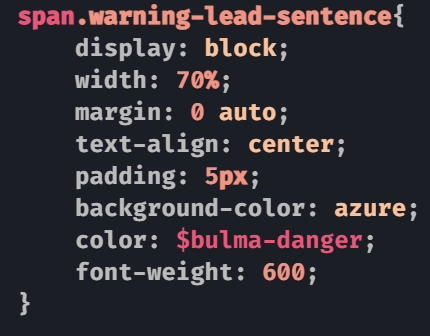 span.warning-lead-sentence{
    display: block;
    width: 70%;
    margin: 0 auto;
    text-align: center;
    padding: 5px;
    background-color: azure;
    color: $bulma-danger;
    font-weight: 600;
}